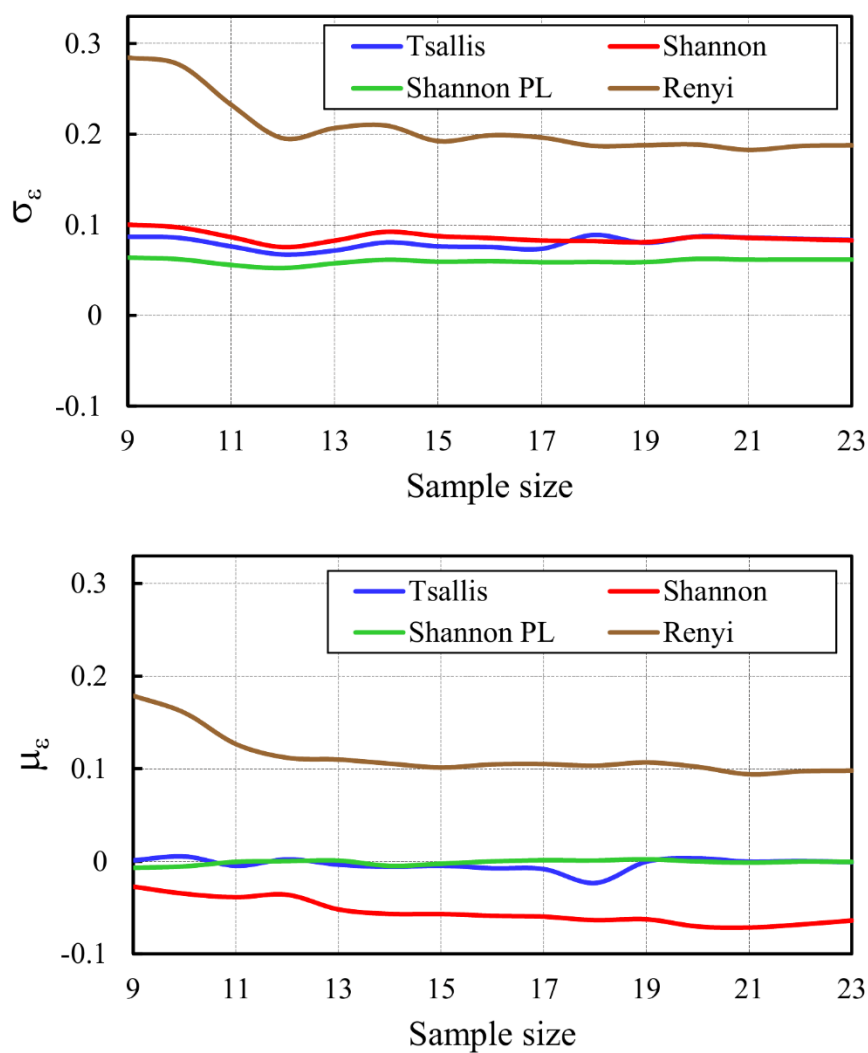 0.3
Tsallis Shannon
Shannon PL Renyi
0.2
σε
0.1
0
-0.1
9 11 13 15 17 19 21 23
Sample size
0.3
Tsallis Shannon
Shannon PL Renyi
0.2
με
0.1
0
-0.1
9 11 13 15 17 19 21 23
Sample size